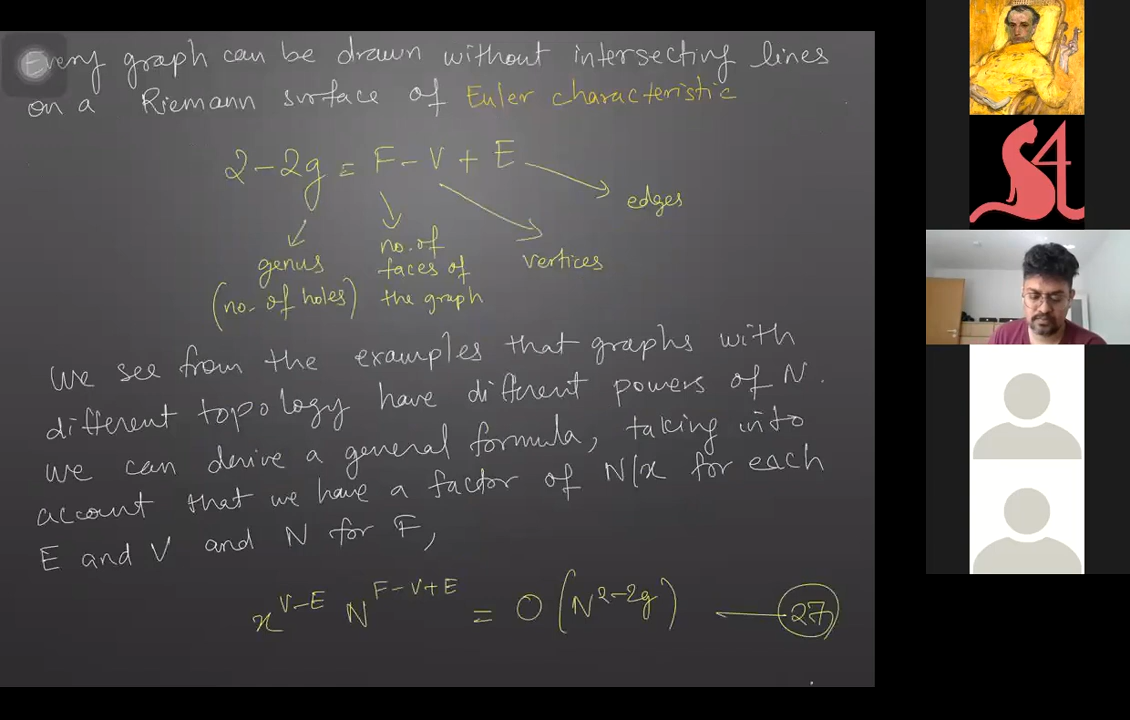 Every graph can be drawn without intersecting lines
on a Riemann surface of Euler characteristic
2 - 2g = F - V + E
edges
genus
(no. of holes)
no. of
faces of
the graph
vertices
We see from the examples that graphs with
different topology have different powers of N.
We can derive a general formula, taking into
account that we have a factor of N/x for each
E and V and N for F,
x^{V-E} N^{F-V+E} = O(N^{2-2g}) — 27
S4